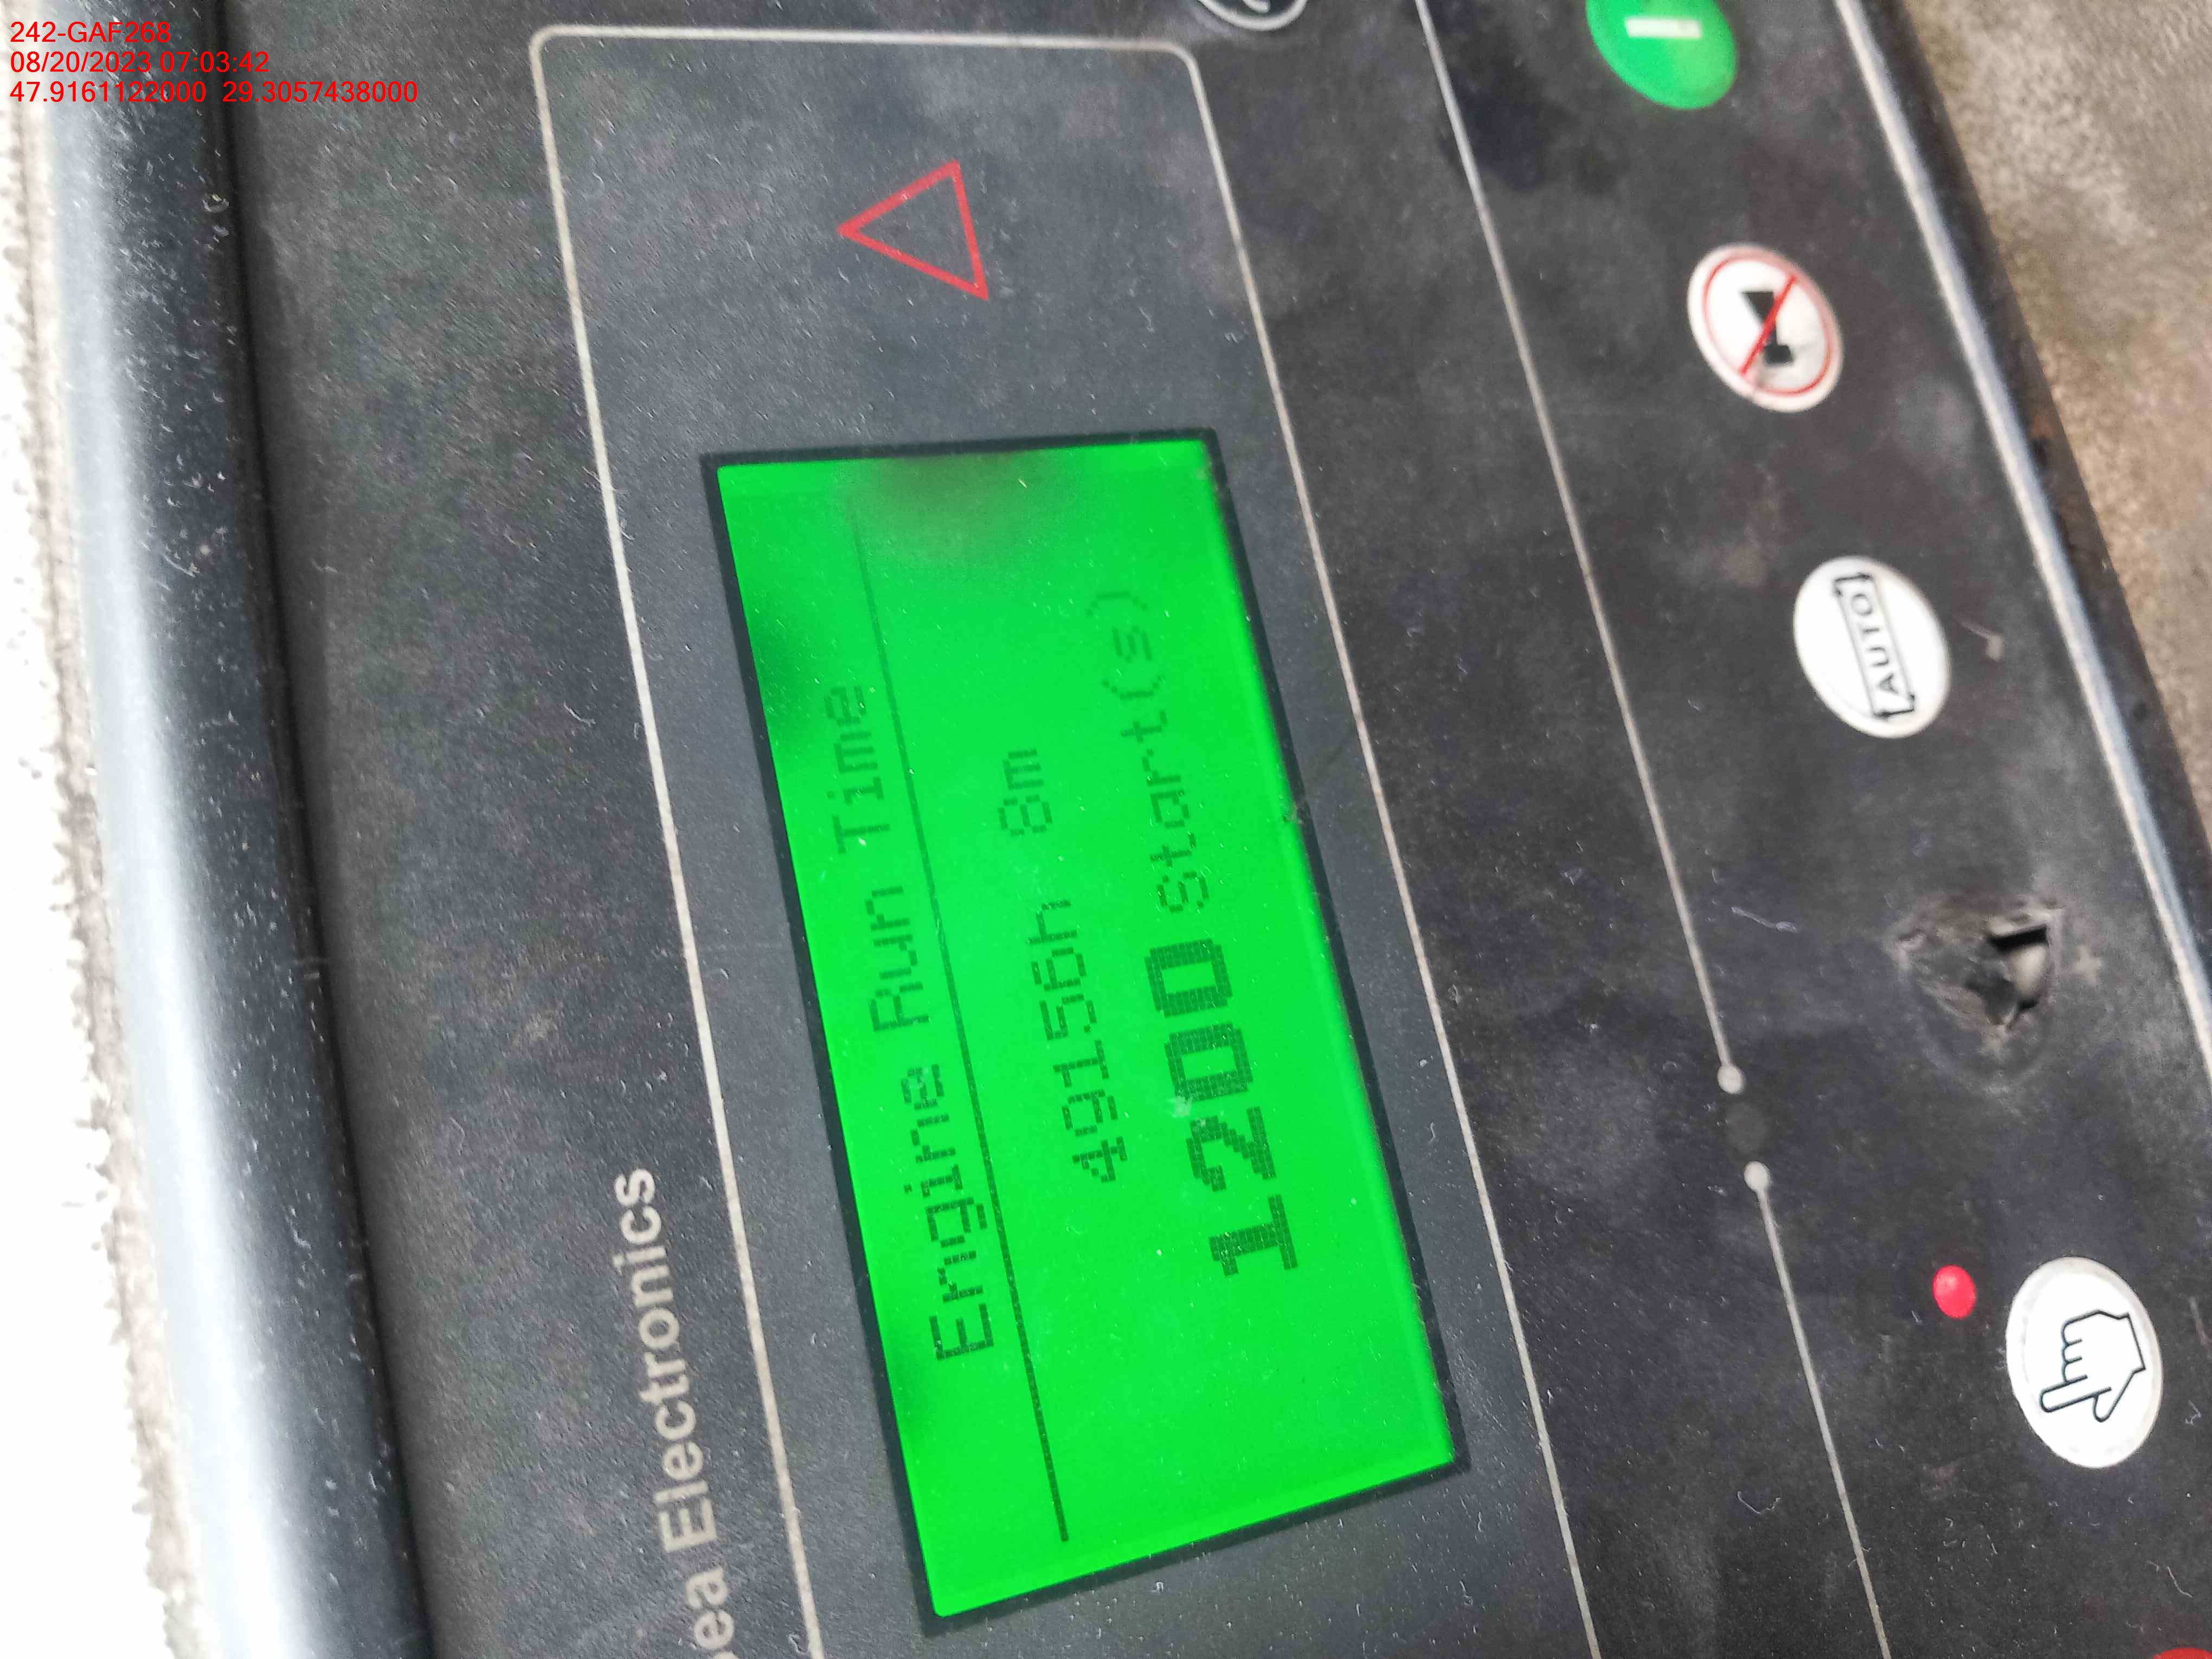 242-GAF268
08/20/2023 07:03:42
47.9161122000 29.3057438000
Engine Run Time
49156h 8m
1200 Start(s)
sea Electronics
AUTO